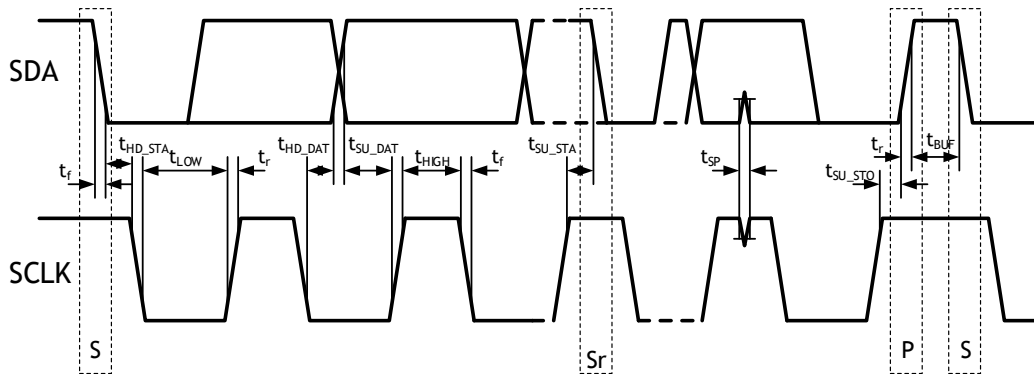 SDA
t_HD_STA
t_LOW
t_f
t_r
t_HD_DAT
t_SU_DAT
t_HIGH
t_f
t_SU_STA
t_SP
t_r
t_BUF
t_SU_STO
SCLK
S
Sr
P
S